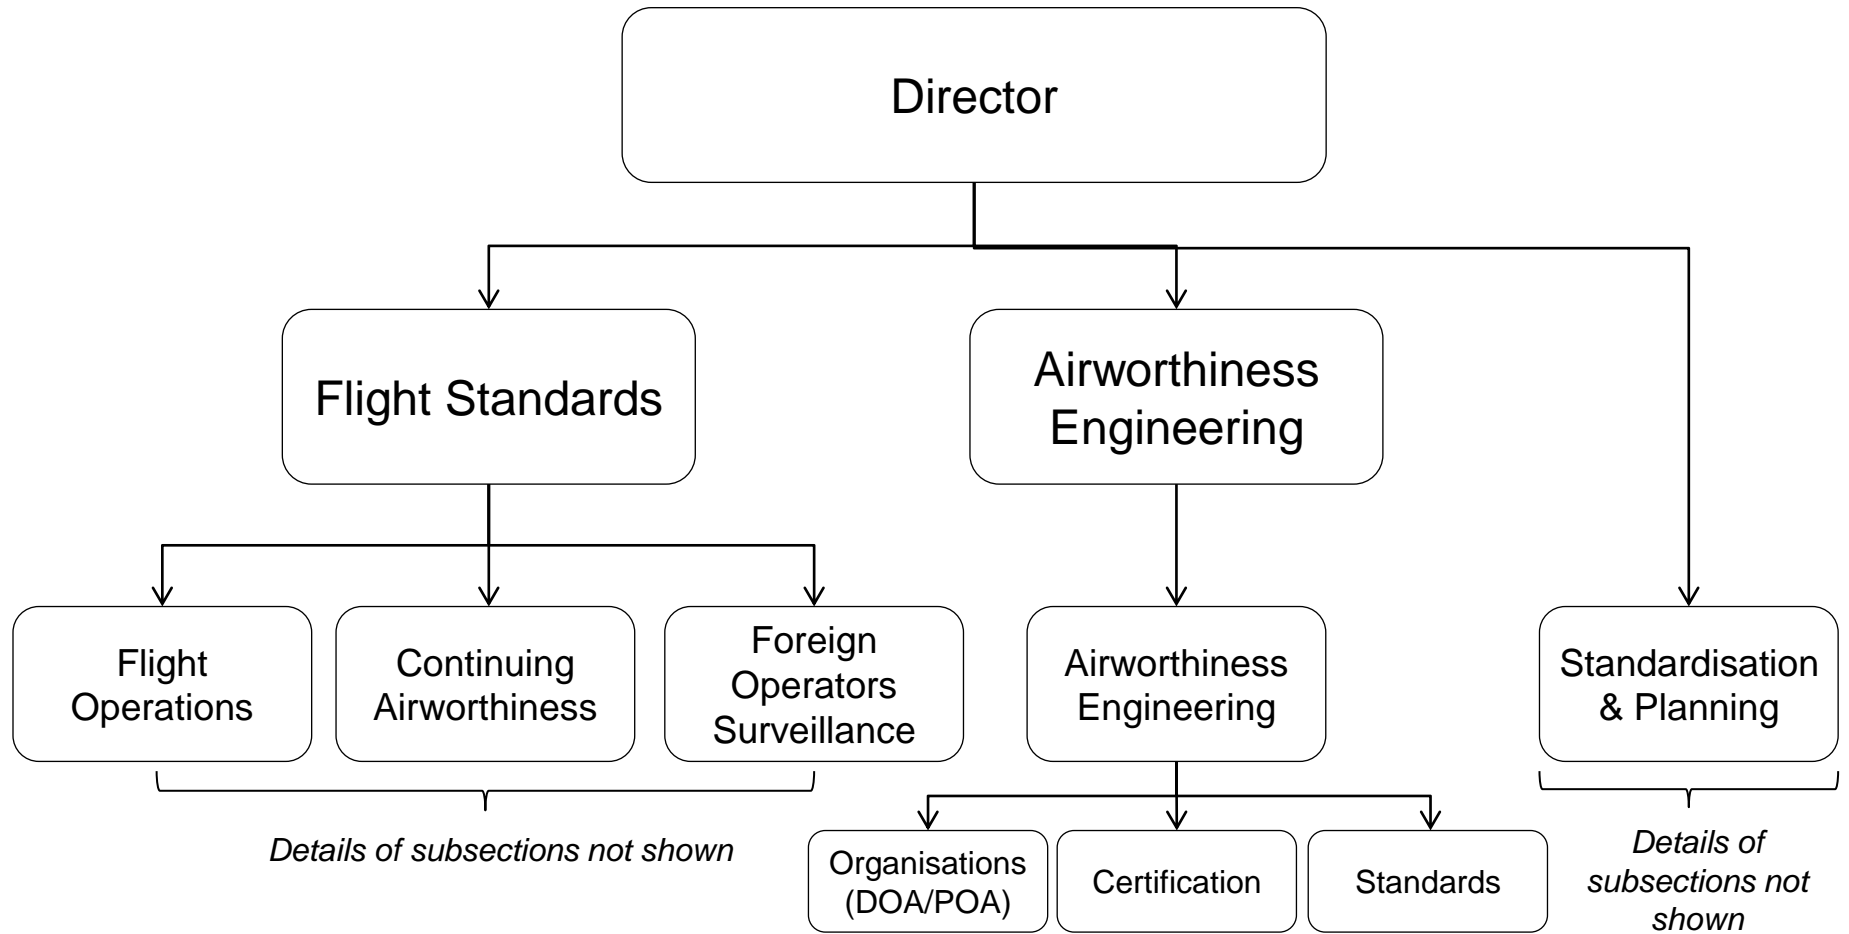 Director
Flight Standards
Airworthiness
Engineering
Flight
Operations
Continuing
Airworthiness
Foreign
Operators
Surveillance
Airworthiness
Engineering
Standardisation
& Planning
Details of subsections not shown
Organisations
(DOA/POA)
Certification
Standards
Details of
subsections not
shown